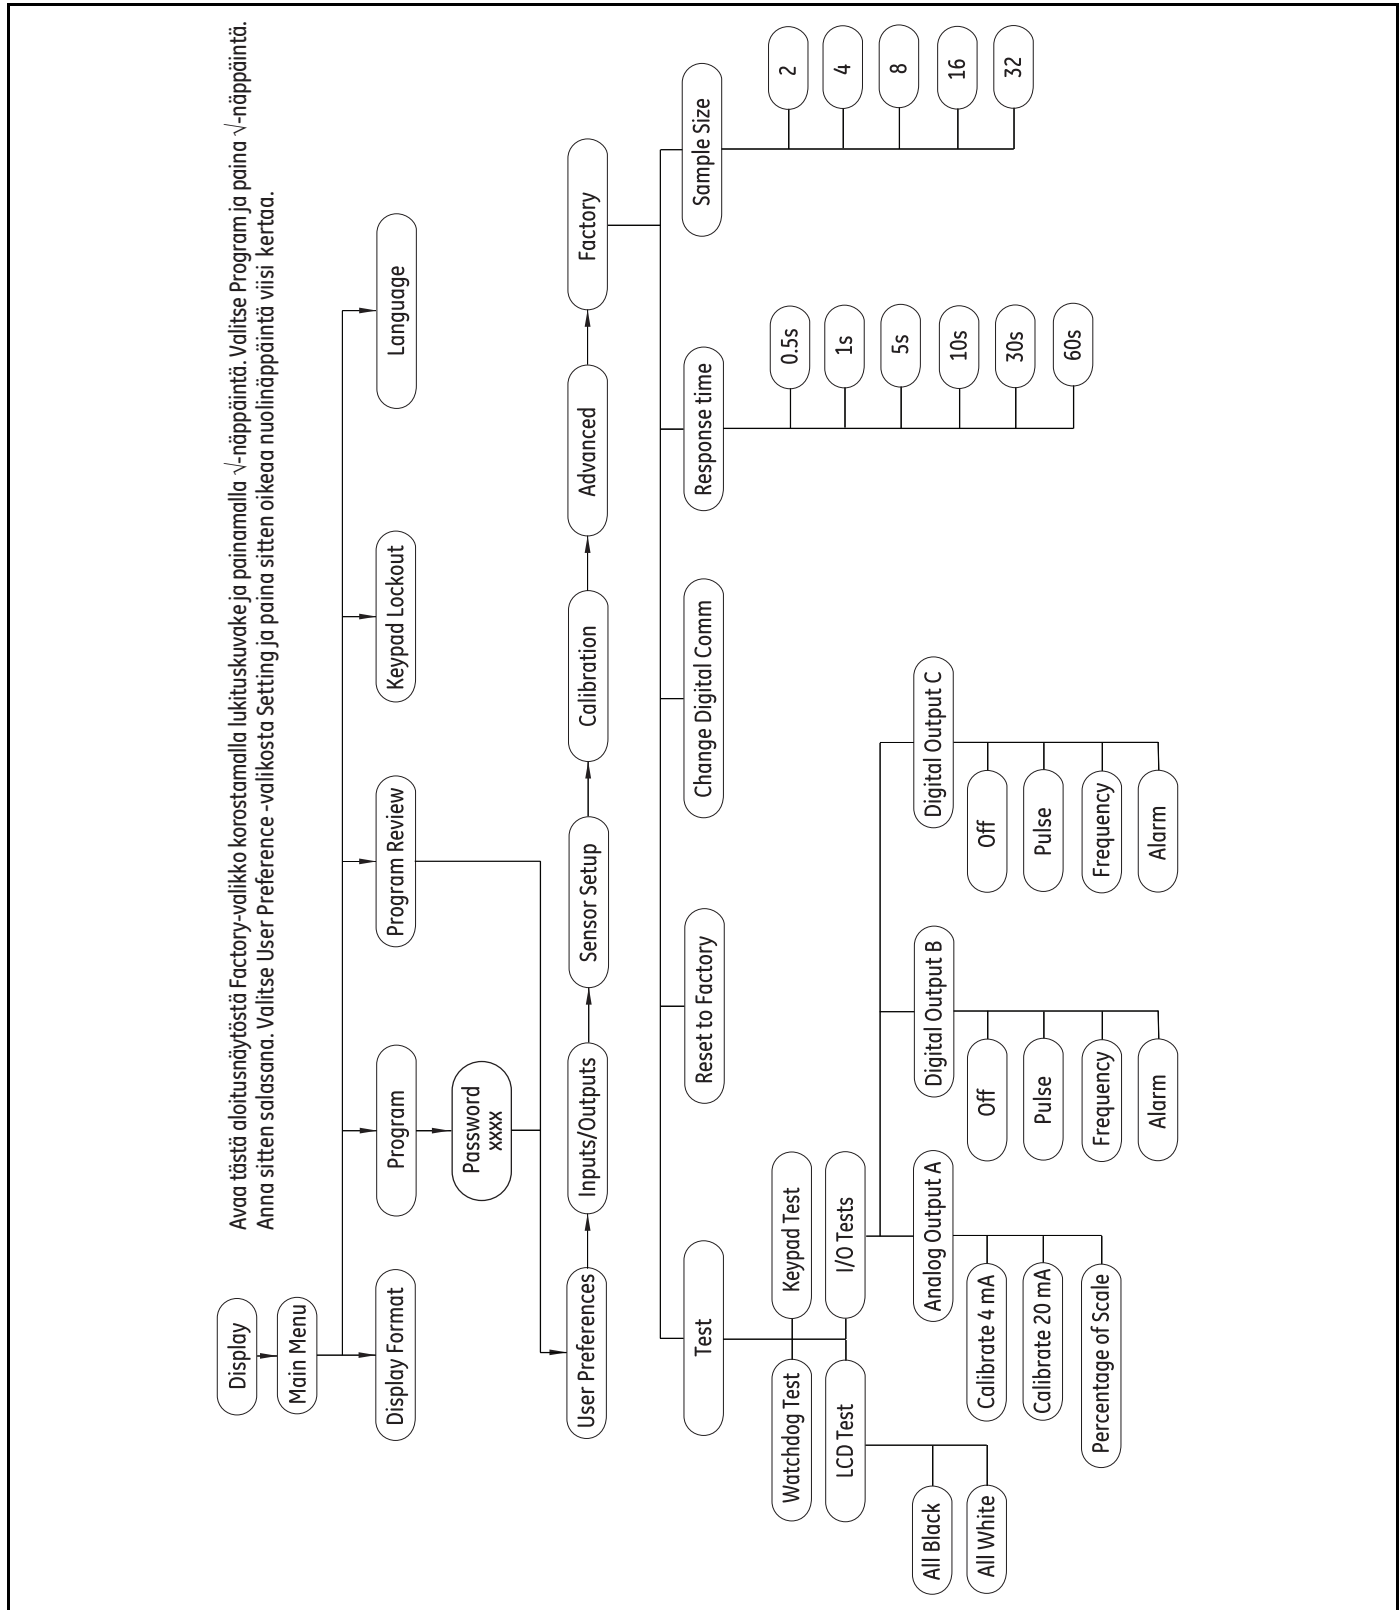 Avaa tästä aloitusnäytöstä Factory-valikko korostamalla lukituskuvake ja painamalla √-näppäintä. Valitse Program ja paina √-näppäintä.
Anna sitten salasana. Valitse User Preference -valikosta Setting ja paina sitten oikeaa nuolinäppäintä viisi kertaa.
Display
Main Menu
Display Format
Program
Program Review
Keypad Lockout
Language
Password
xxxx
User Preferences
Inputs/Outputs
Sensor Setup
Calibration
Advanced
Factory
Test
Reset to Factory
Change Digital Comm
Response time
Sample Size
Watchdog Test
Keypad Test
LCD Test
I/O Tests
All Black
All White
Analog Output A
Calibrate 4 mA
Calibrate 20 mA
Percentage of Scale
Digital Output B
Off
Pulse
Frequency
Alarm
Digital Output C
Off
Pulse
Frequency
Alarm
0.5s
1s
5s
10s
30s
60s
2
4
8
16
32